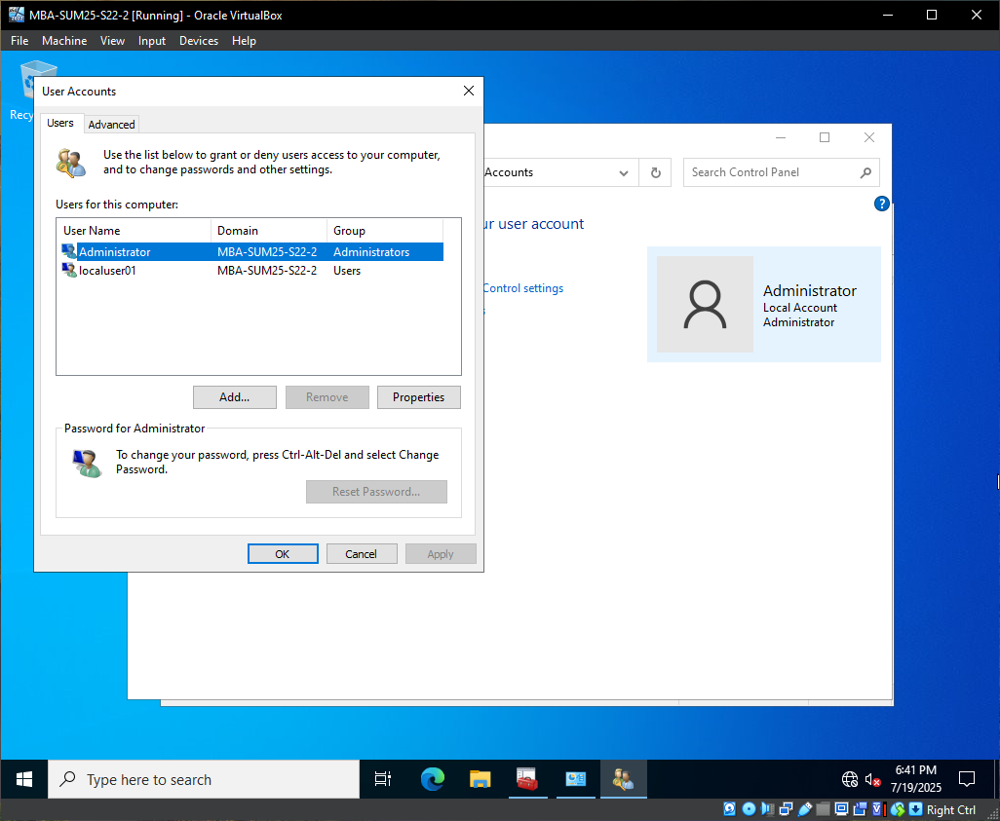 MBA-SUM25-S22-2 [Running] - Oracle VirtualBox
File Machine View Input Devices Help
Recy
User Accounts
Users Advanced
Use the list below to grant or deny users access to your computer,
and to change passwords and other settings.
Users for this computer:
User Name Domain Group
Administrator MBA-SUM25-S22-2 Administrators
localuser01 MBA-SUM25-S22-2 Users
Add... Remove Properties
Password for Administrator
To change your password, press Ctrl-Alt-Del and select Change
Password.
Reset Password...
OK Cancel Apply
Accounts
Search Control Panel
?
ur user account
Control settings
s
Administrator
Local Account
Administrator
Type here to search
6:41 PM
7/19/2025
Right Ctrl